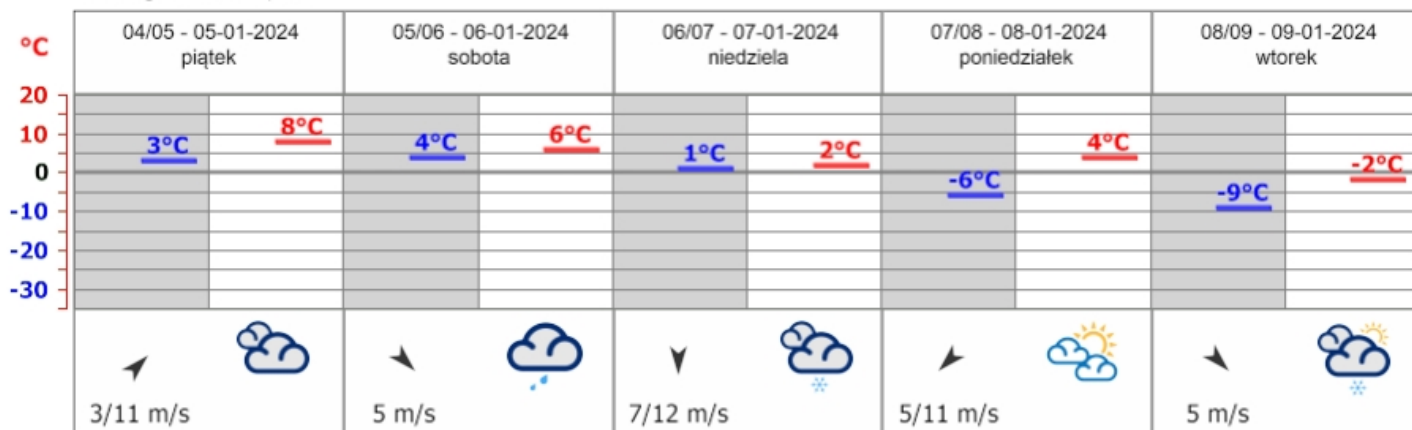 °C
04/05 - 05-01-2024
piątek
05/06 - 06-01-2024
sobota
06/07 - 07-01-2024
niedziela
07/08 - 08-01-2024
poniedziałek
08/09 - 09-01-2024
wtorek
20
10
0
-10
-20
-30
3°C
8°C
4°C
6°C
1°C
2°C
-6°C
4°C
-9°C
-2°C
3/11 m/s
5 m/s
7/12 m/s
5/11 m/s
5 m/s